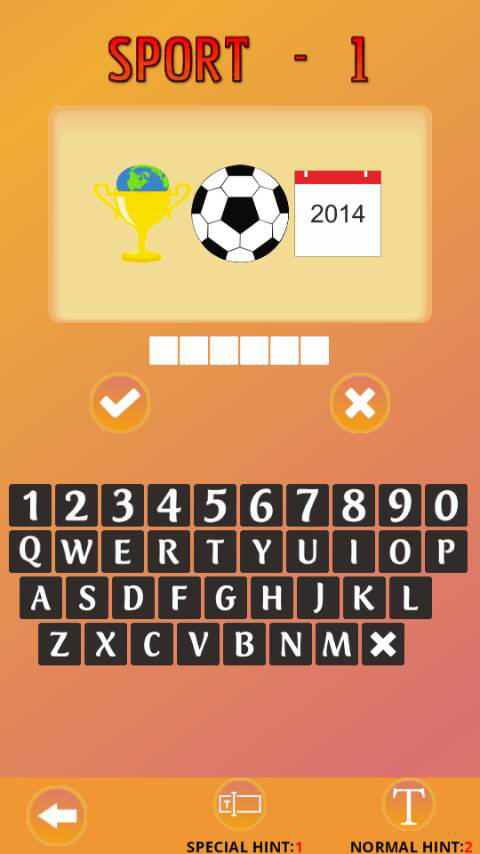 SPORT - 1
2014
1 2 3 4 5 6 7 8 9 0
Q W E R T Y U I O P
A S D F G H J K L
Z X C V B N M
T
T
SPECIAL HINT:1
NORMAL HINT:2